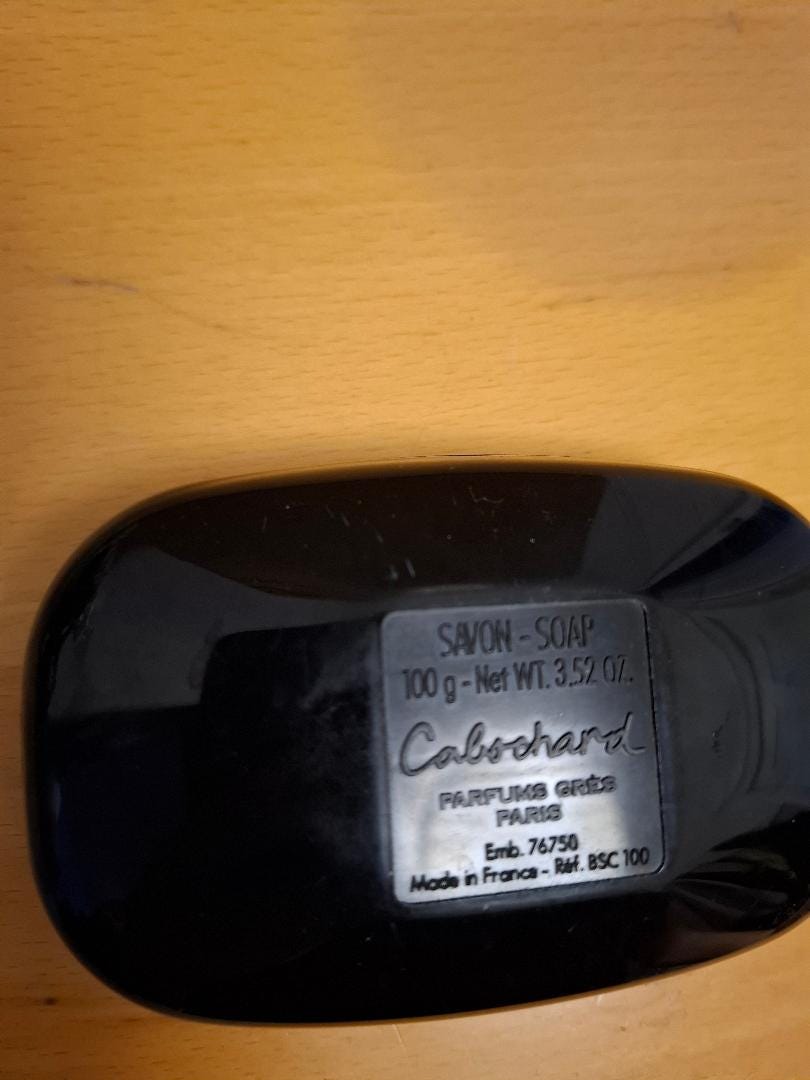 SAVON - SOAP
100 g - Net WT. 3.52 OZ.
Cabochard
PARFUMS GRÈS
PARIS
Emb. 76750
Made in France - Réf. BSC 100